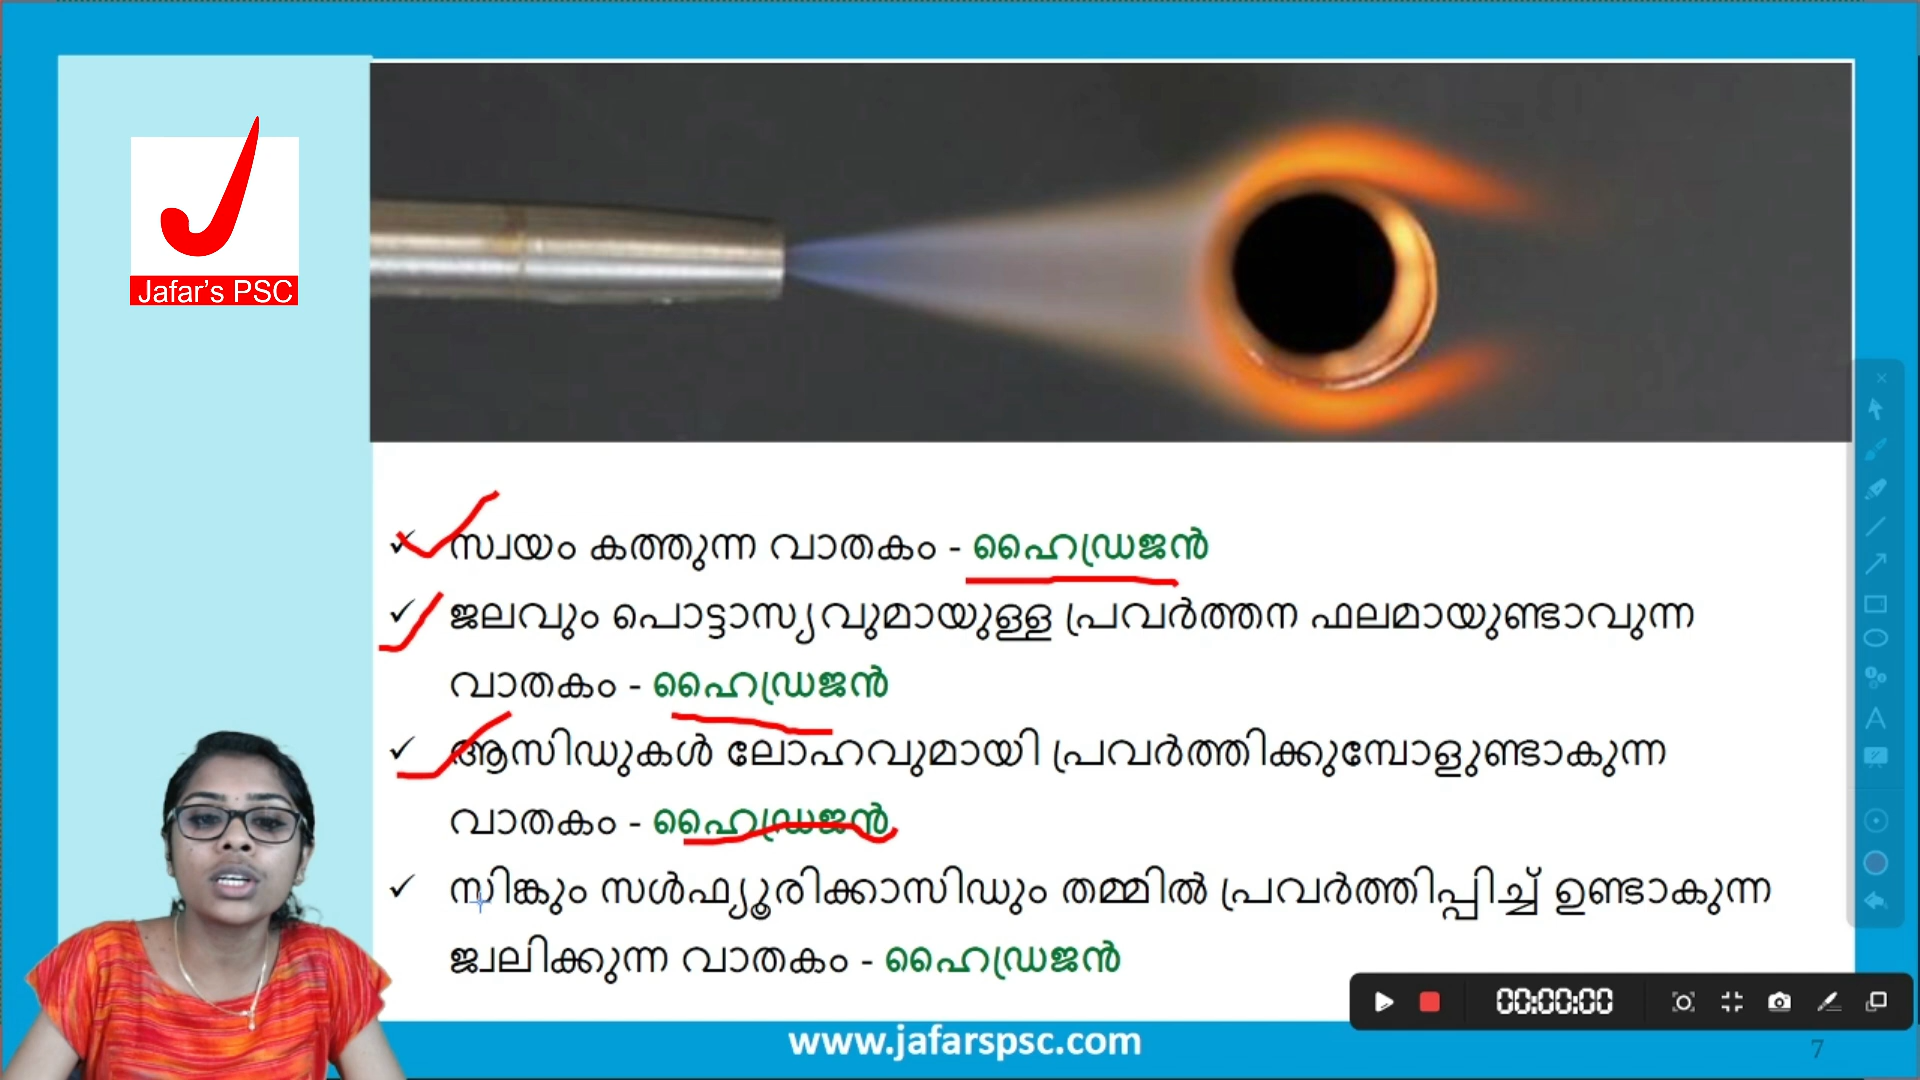 Jafar's PSC
സ്വയം കത്തുന്ന വാതകം - ഹൈഡ്രജൻ
ജലവും പൊട്ടാസ്യവുമായുള്ള പ്രവർത്തന ഫലമായുണ്ടാവുന്ന
വാതകം - ഹൈഡ്രജൻ
ആസിഡുകൾ ലോഹവുമായി പ്രവർത്തിക്കുമ്പോളുണ്ടാകുന്ന
വാതകം - ഹൈഡ്രജൻ
സിങ്കും സൾഫ്യൂരിക്കാസിഡും തമ്മിൽ പ്രവർത്തിപ്പിച്ച് ഉണ്ടാകുന്ന
ജ്വലിക്കുന്ന വാതകം - ഹൈഡ്രജൻ
00:00:00
www.jafarspsc.com
7